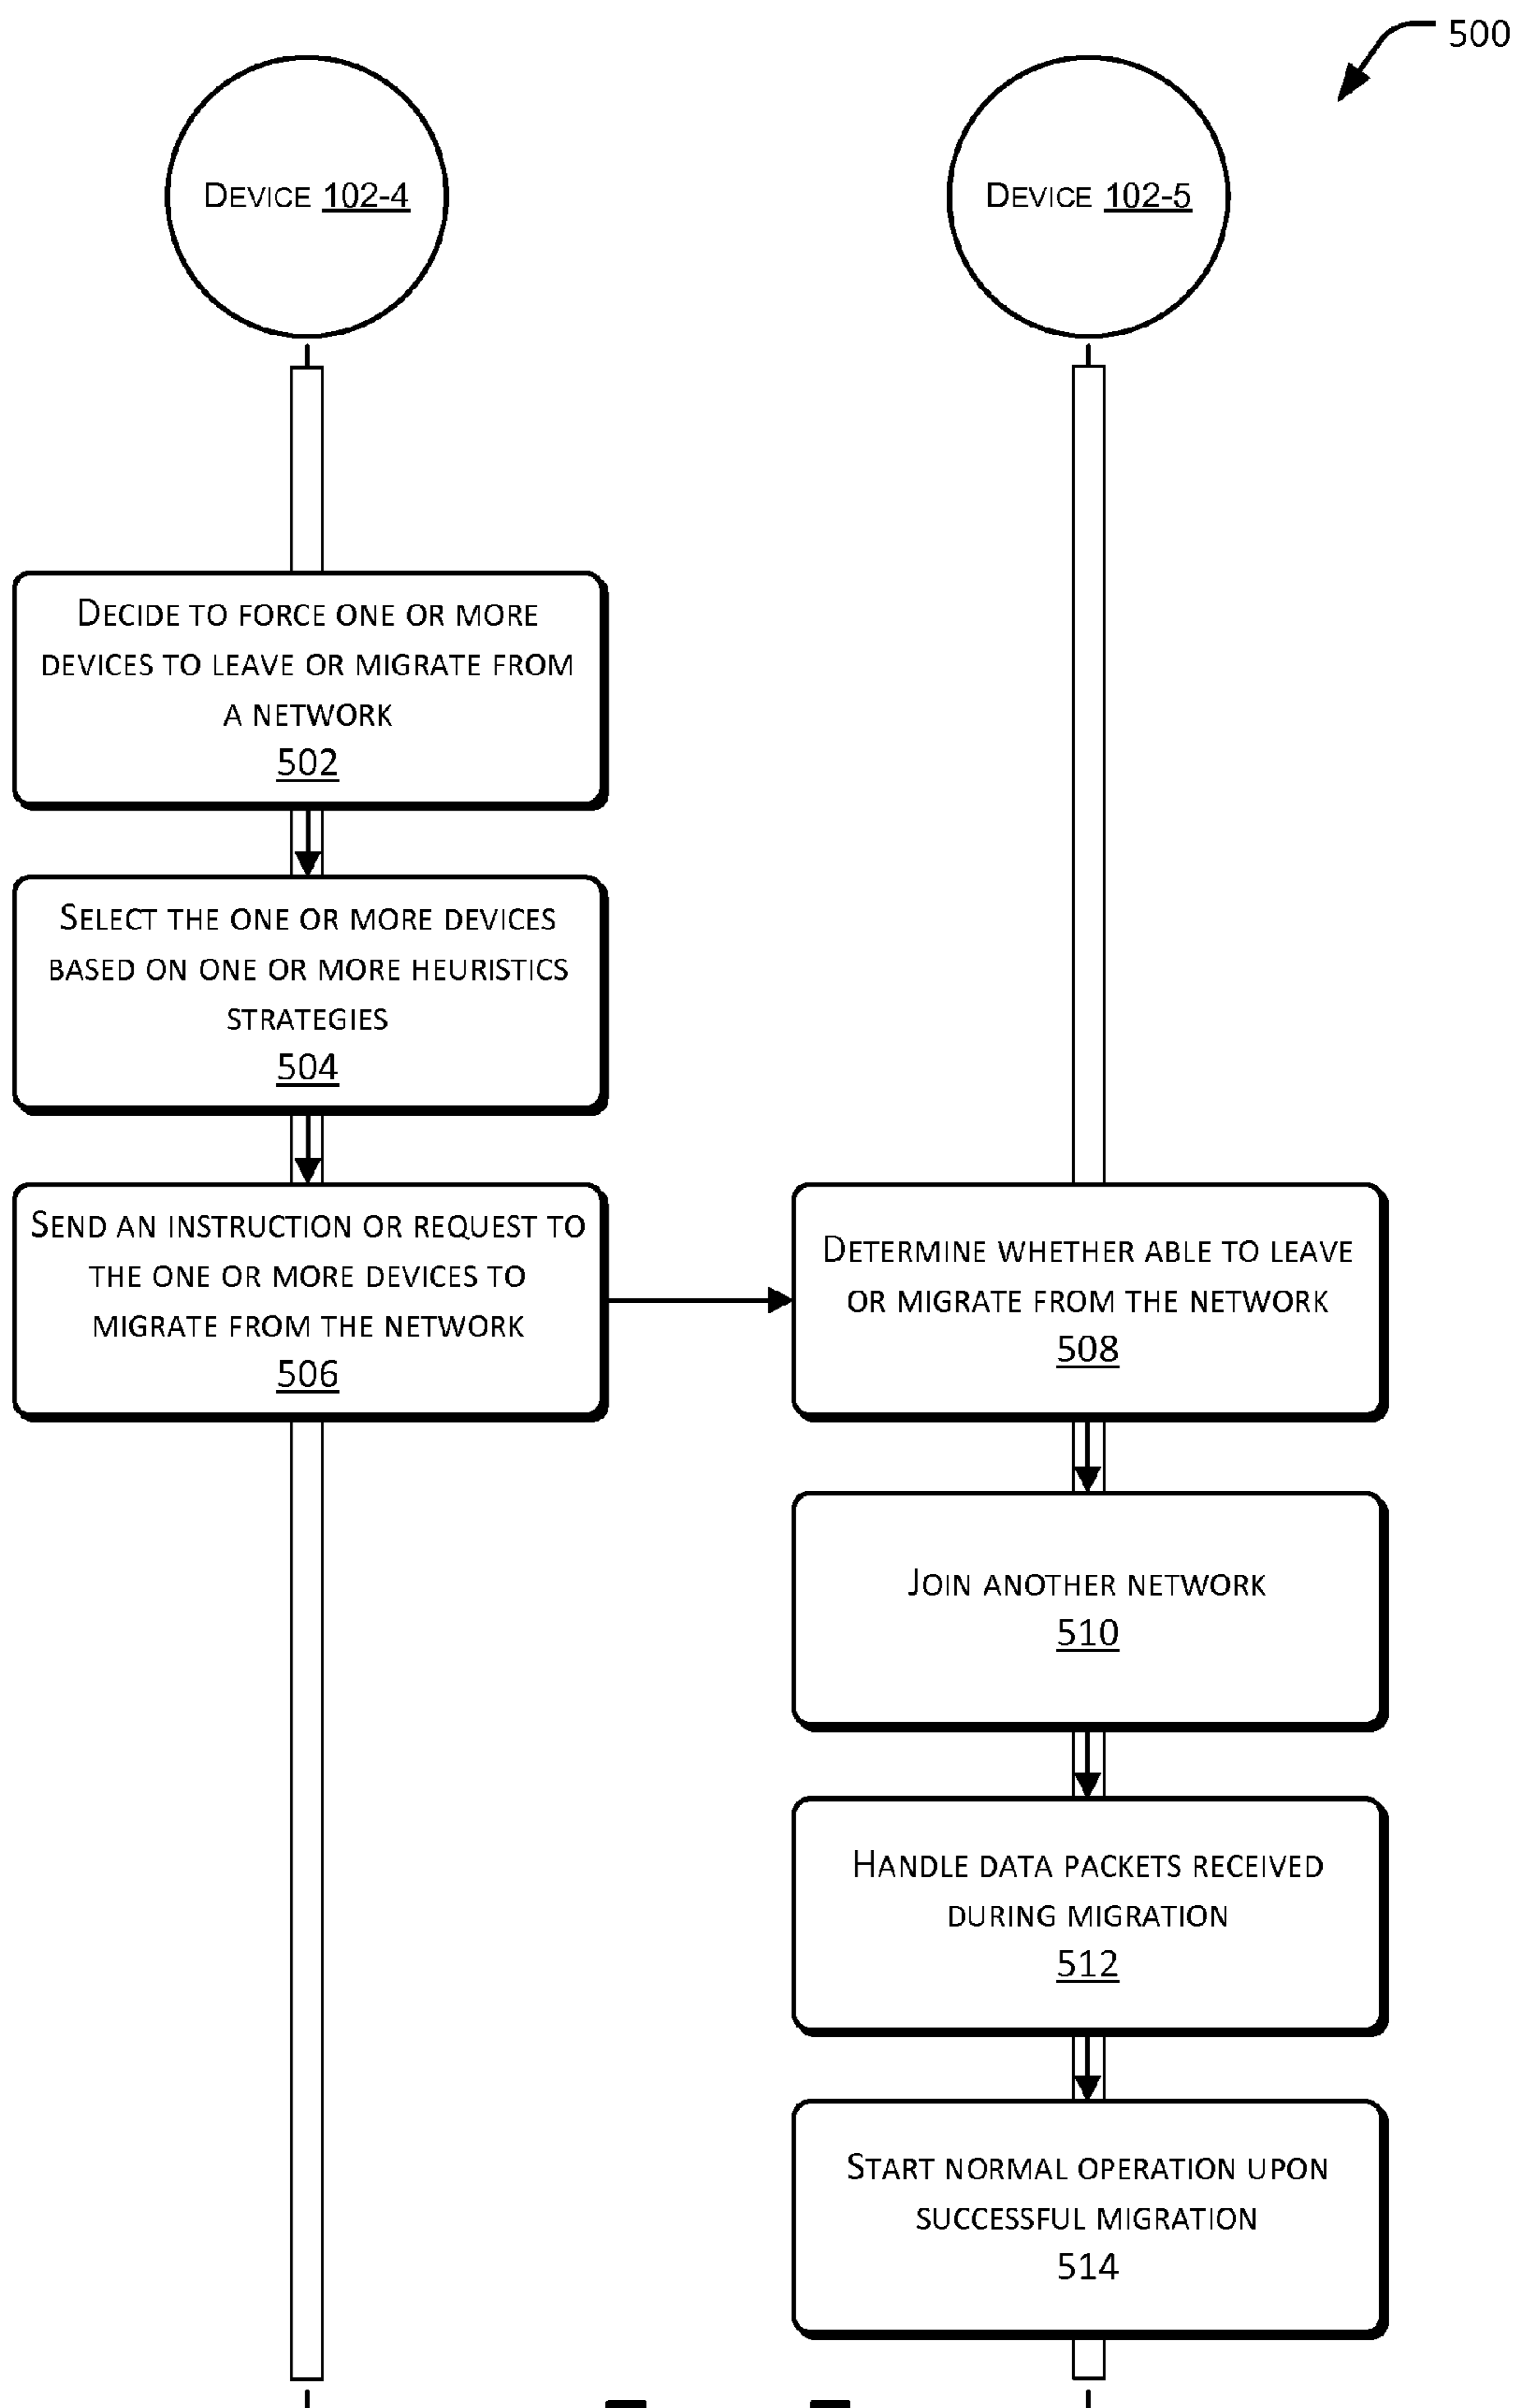 500
DEVICE 102-4
DEVICE 102-5
DECIDE TO FORCE ONE OR MORE
DEVICES TO LEAVE OR MIGRATE FROM
A NETWORK
502
SELECT THE ONE OR MORE DEVICES
BASED ON ONE OR MORE HEURISTICS
STRATEGIES
504
SEND AN INSTRUCTION OR REQUEST TO
THE ONE OR MORE DEVICES TO
MIGRATE FROM THE NETWORK
506
DETERMINE WHETHER ABLE TO LEAVE
OR MIGRATE FROM THE NETWORK
508
JOIN ANOTHER NETWORK
510
HANDLE DATA PACKETS RECEIVED
DURING MIGRATION
512
START NORMAL OPERATION UPON
SUCCESSFUL MIGRATION
514